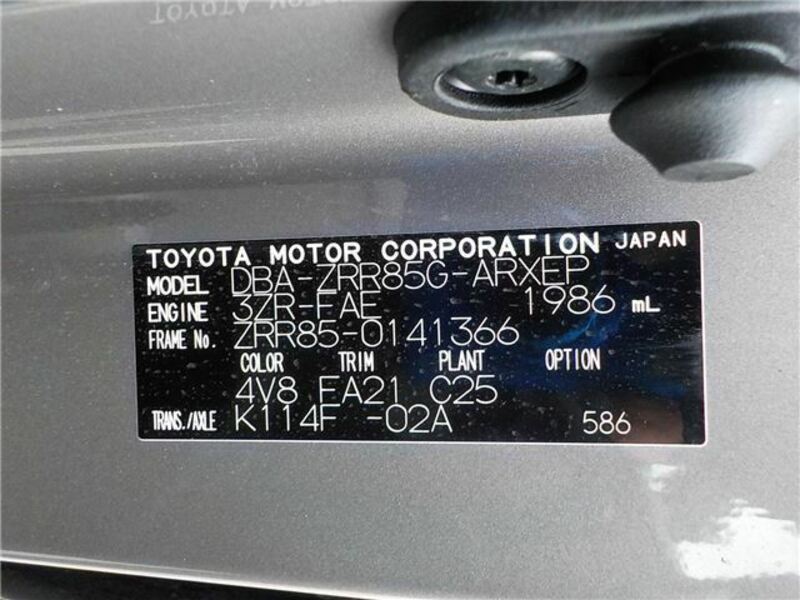 TOYOTA MOTOR CORPORATION JAPAN
MODEL DBA-ZRR85G-ARXEP
ENGINE 3ZR-FAE 1986 mL
FRAME No. ZRR85-0141366
COLOR TRIM PLANT OPTION
4V8 FA21 C25
TRANS./AXLE K114F -02A 586